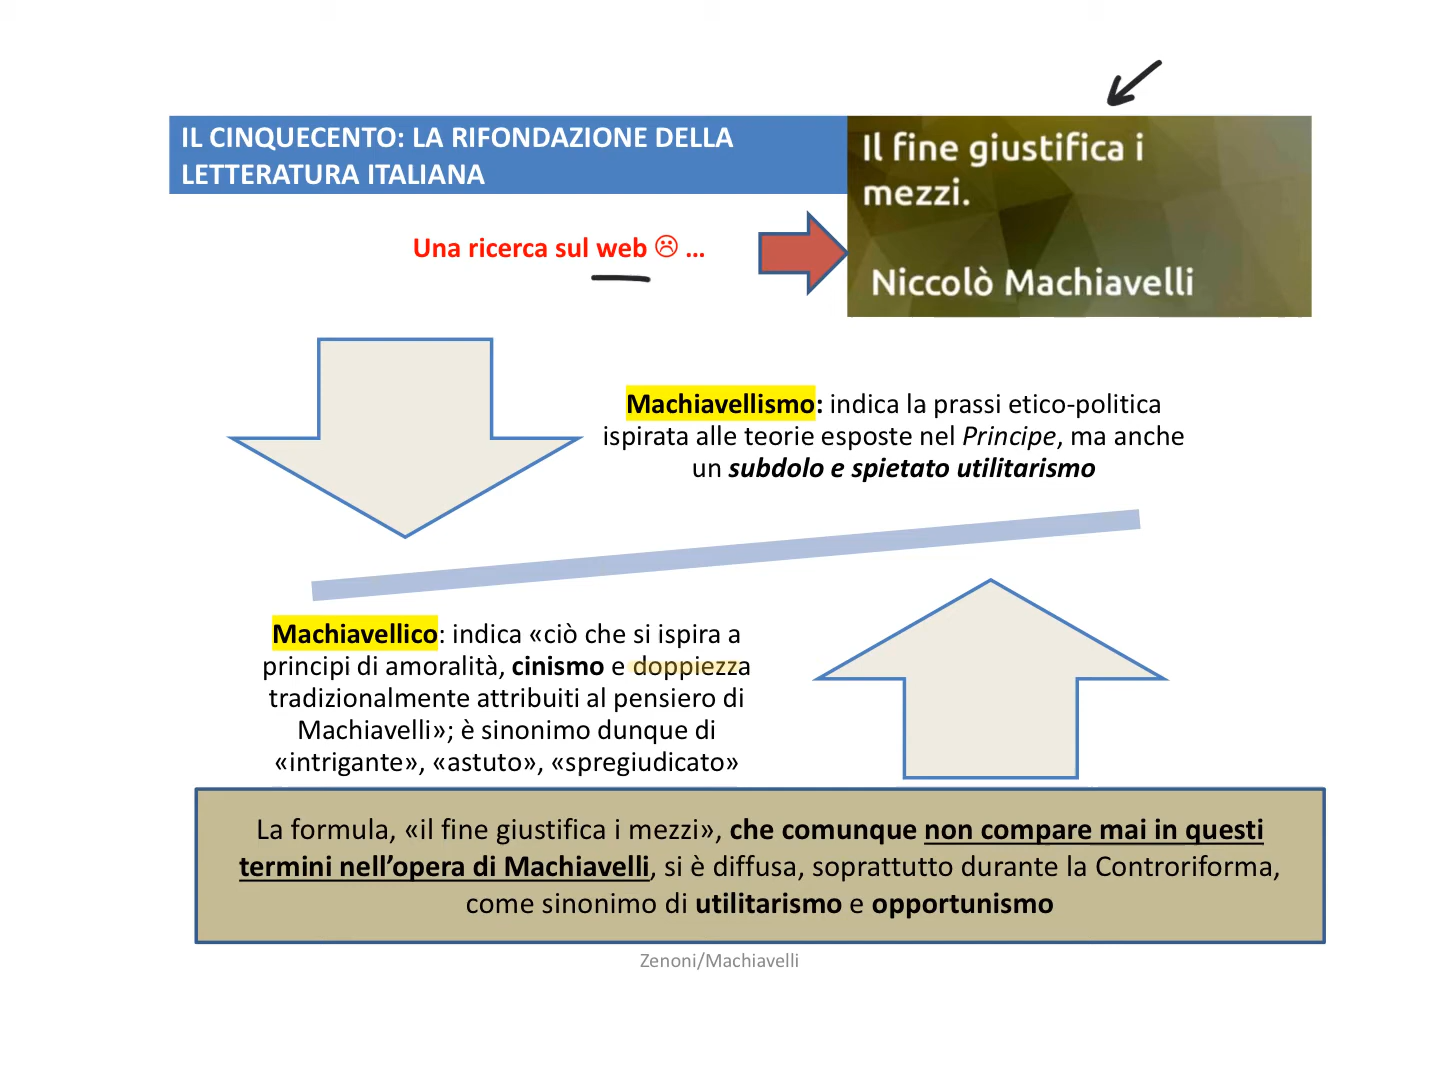 IL CINQUECENTO: LA RIFONDAZIONE DELLA
LETTERATURA ITALIANA
Il fine giustifica i
mezzi.
Niccolò Machiavelli
Una ricerca sul web ☹ …
Machiavellismo: indica la prassi etico-politica
ispirata alle teorie esposte nel Principe, ma anche
un subdolo e spietato utilitarismo
Machiavellico: indica «ciò che si ispira a
principi di amoralità, cinismo e doppiezza
tradizionalmente attribuiti al pensiero di
Machiavelli»; è sinonimo dunque di
«intrigante», «astuto», «spregiudicato»
La formula, «il fine giustifica i mezzi», che comunque non compare mai in questi
termini nell’opera di Machiavelli, si è diffusa, soprattutto durante la Controriforma,
come sinonimo di utilitarismo e opportunismo
Zenoni/Machiavelli